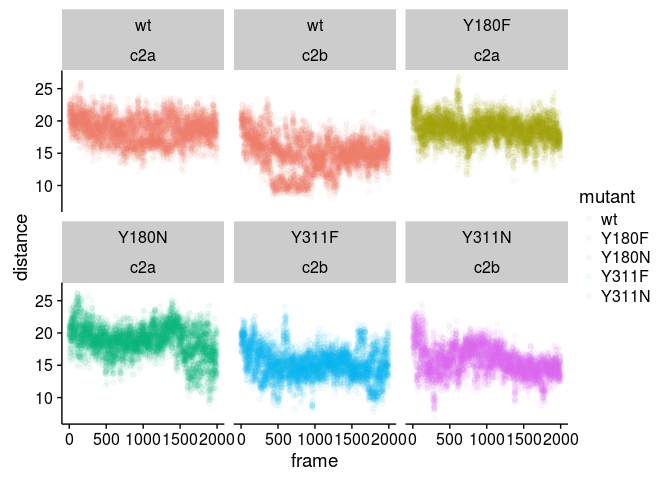 wt wt Y180F
c2a c2b c2a
25
20
15
10
distance
Y180N Y311F Y311N
c2a c2b c2b
25
20
15
10
0 500 1000 1500 2000 0 500 1000 1500 2000 0 500 1000 1500 2000
frame
mutant
wt
Y180F
Y180N
Y311F
Y311N